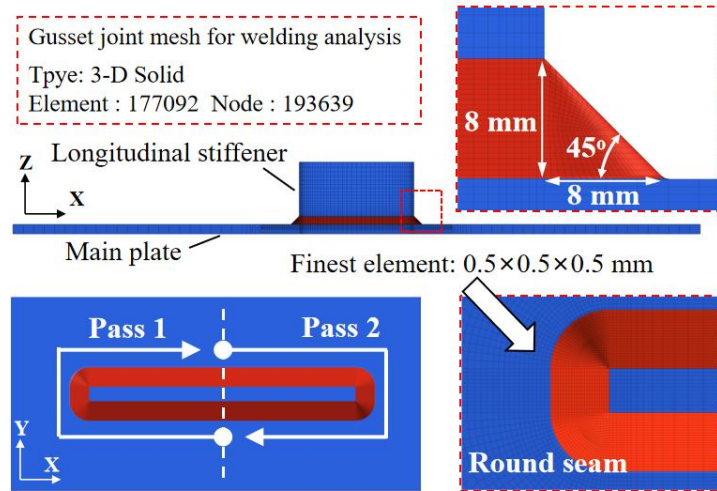 Gusset joint mesh for welding analysis
Tpye: 3-D Solid
Element : 177092 Node : 193639
8 mm
45°
8 mm
Z
X
Longitudinal stiffener
Main plate
Finest element: 0.5×0.5×0.5 mm
Pass 1
Pass 2
Y
X
Round seam